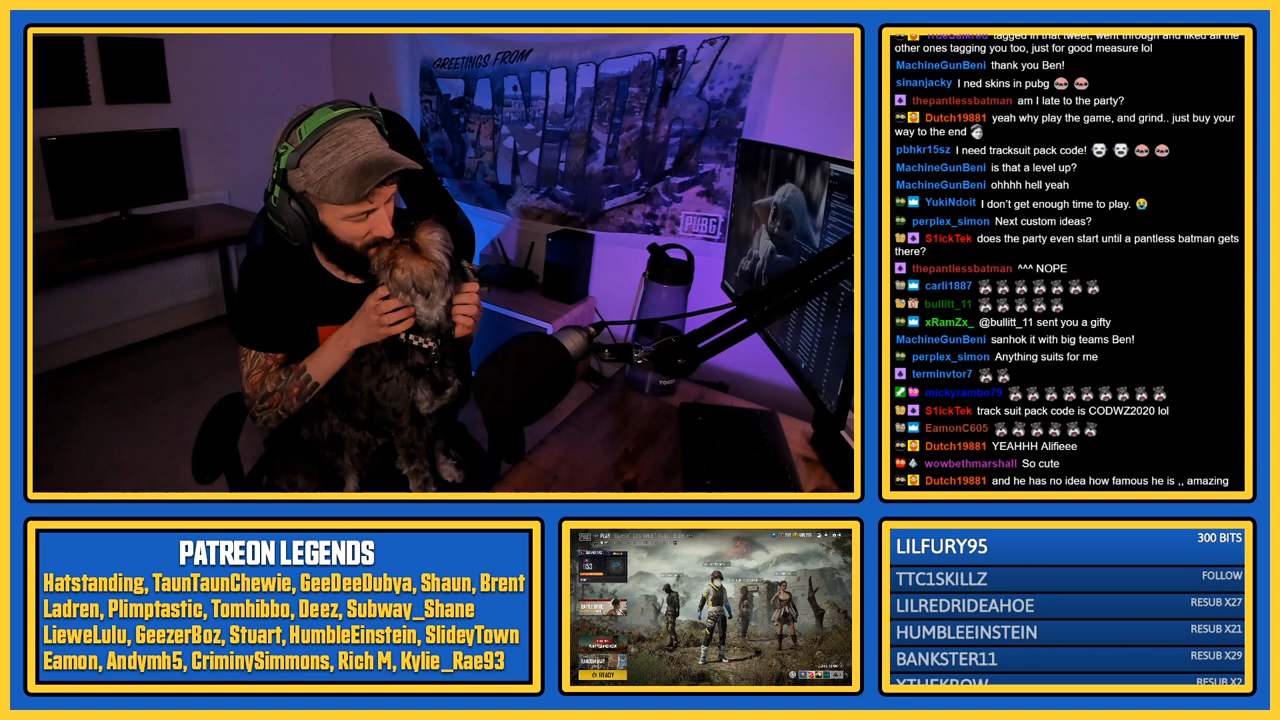 GREETINGS FROM
SANHOK
PUBG
tagged in that tweet, went through and liked all the
other ones tagging you too, just for good measure lol
MachineGunBeni thank you Ben!
sinanjacky I ned skins in pubg
thepantlessbatman am I late to the party?
Dutch19881 yeah why play the game, and grind.. just buy your
way to the end
pbhkr15sz I need tracksuit pack code!
MachineGunBeni is that a level up?
MachineGunBeni ohhhh hell yeah
YukiNdoit I don't get enough time to play.
perplex_simon Next custom ideas?
S1ickTek does the party even start until a pantless batman gets
there?
thepantlessbatman ^^^ NOPE
carli1887
bullitt_11
xRamZx_ @bullitt_11 sent you a gifty
MachineGunBeni sanhok it with big teams Ben!
perplex_simon Anything suits for me
termivtor7
mickyrambo79
S1ickTek track suit pack code is CODWZ2020 lol
EamonC605
Dutch19881 YEAHHH Alifieee
wowbethmarshall So cute
Dutch19881 and he has no idea how famous he is ,, amazing
PATREON LEGENDS
Hatstanding, TaunTaunChewie, GeeDeeDubya, Shaun, Brent
Ladren, Plimptastic, Tomhibbo, Deez, Subway_Shane
LieweLulu, GeezerBoz, Stuart, HumbleEinstein, SlideyTown
Eamon, Andymh5, CriminySimmons, Rich M, Kylie_Rae93
PLAY
READY
LILFURY95 300 BITS
TTC1SKILLZ FOLLOW
LILREDRIDEAHOE RESUB X27
HUMBLEEINSTEIN RESUB X21
BANKSTER11 RESUB X29
RESUB X2